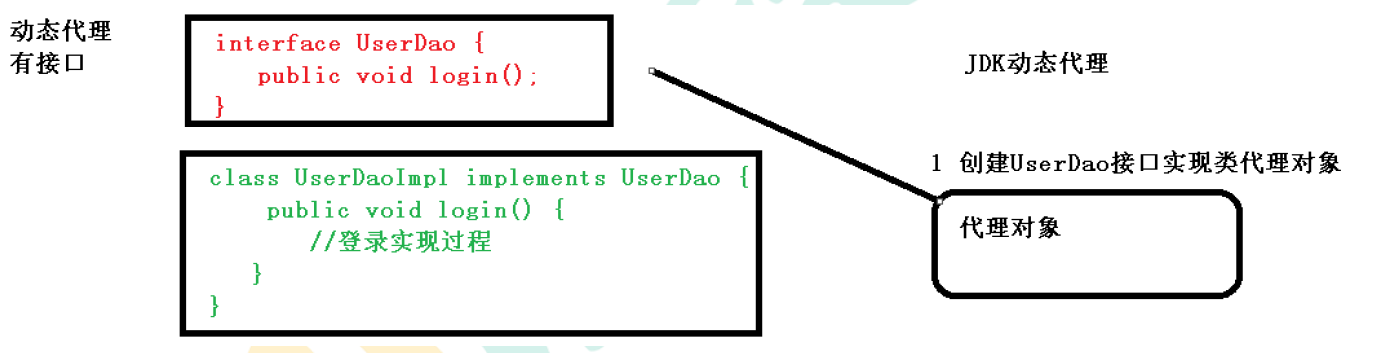 动态代理
有接口
interface UserDao {
public void login();
}
class UserDaoImpl implements UserDao {
public void login() {
//登录实现过程
}
}
JDK动态代理
1 创建UserDao接口实现类代理对象
代理对象